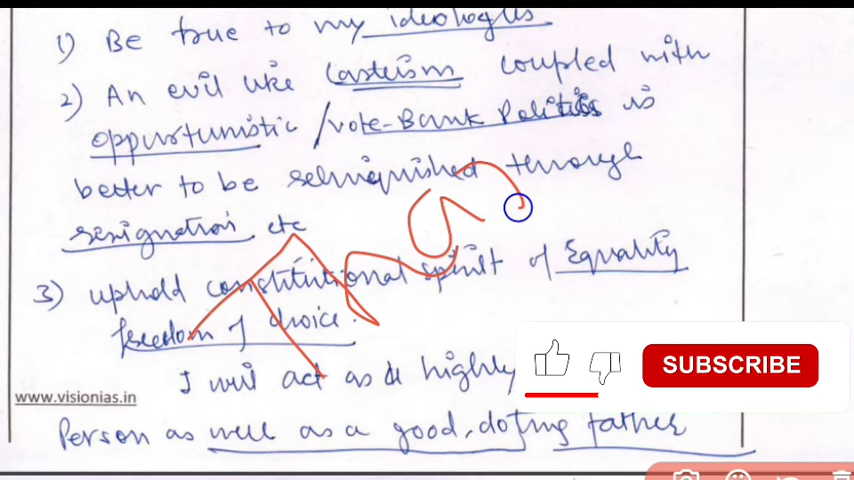 1) Be true to my ideologies
2) An evil like Casteism coupled with
oppurtunistic /vote-Bank Politics is
better to be relinquished through
resignation etc
3) uphold constitutional spirit of Equality
freedom of choice.
I will act as a highly
SUBSCRIBE
www.visionias.in
Person as well as a good, doting father
Tha